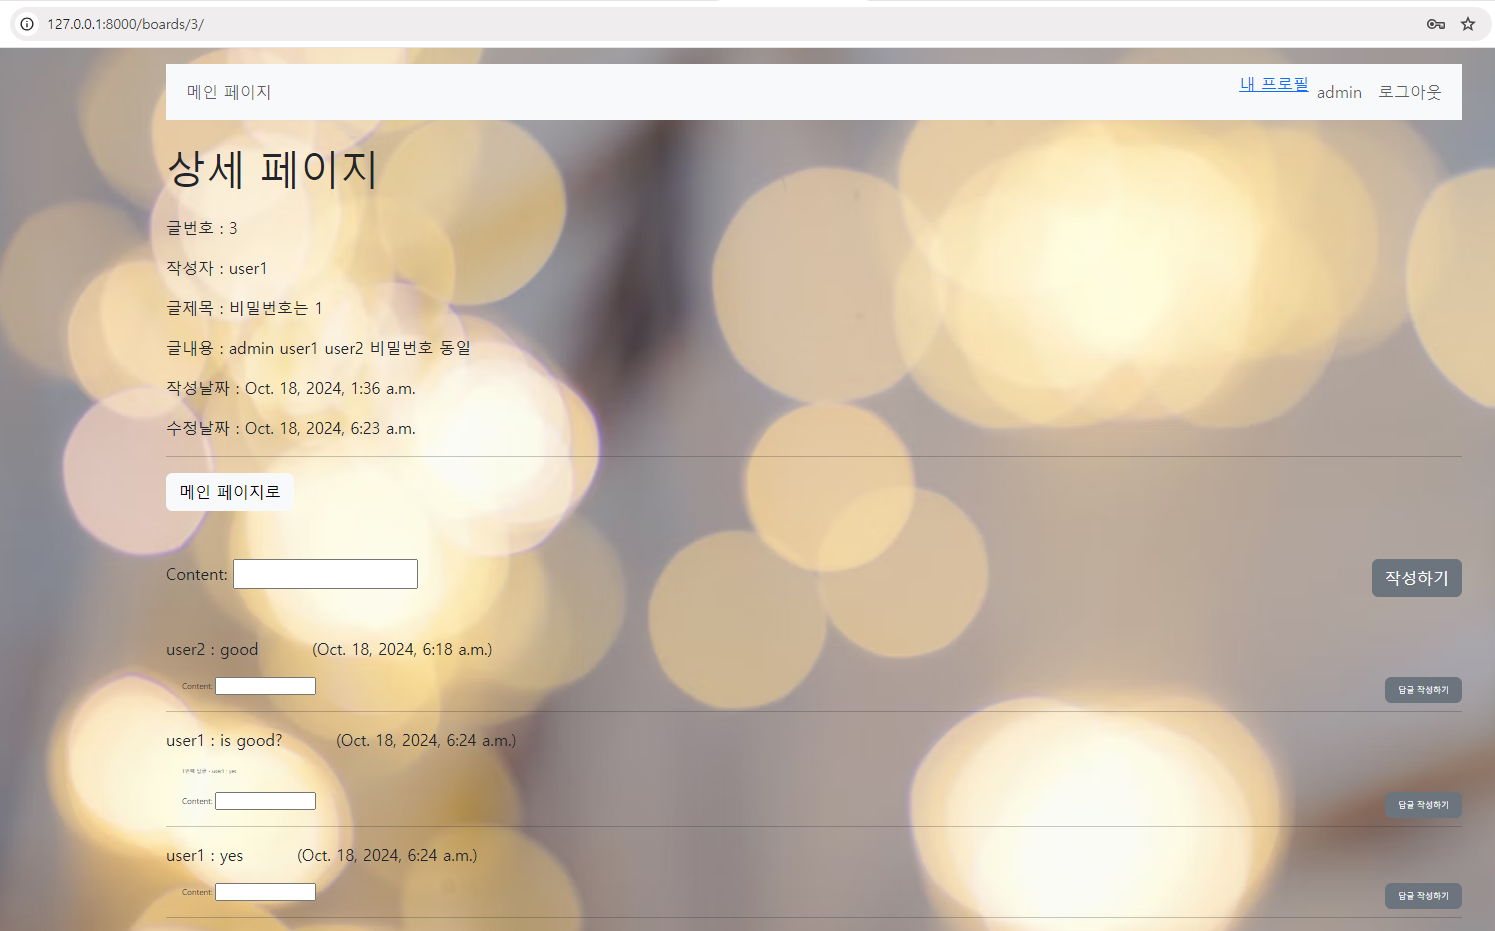 127.0.0.1:8000/boards/3/
메인 페이지
내 프로필 admin 로그아웃
상세 페이지
글번호 : 3
작성자 : user1
글제목 : 비밀번호는 1
글내용 : admin user1 user2 비밀번호 동일
작성날짜 : Oct. 18, 2024, 1:36 a.m.
수정날짜 : Oct. 18, 2024, 6:23 a.m.
메인 페이지로
Content: 작성하기
user2 : good (Oct. 18, 2024, 6:18 a.m.)
Content: 답글 작성하기
user1 : is good? (Oct. 18, 2024, 6:24 a.m.)
user1 : yes
Content: 답글 작성하기
user1 : yes (Oct. 18, 2024, 6:24 a.m.)
Content: 답글 작성하기